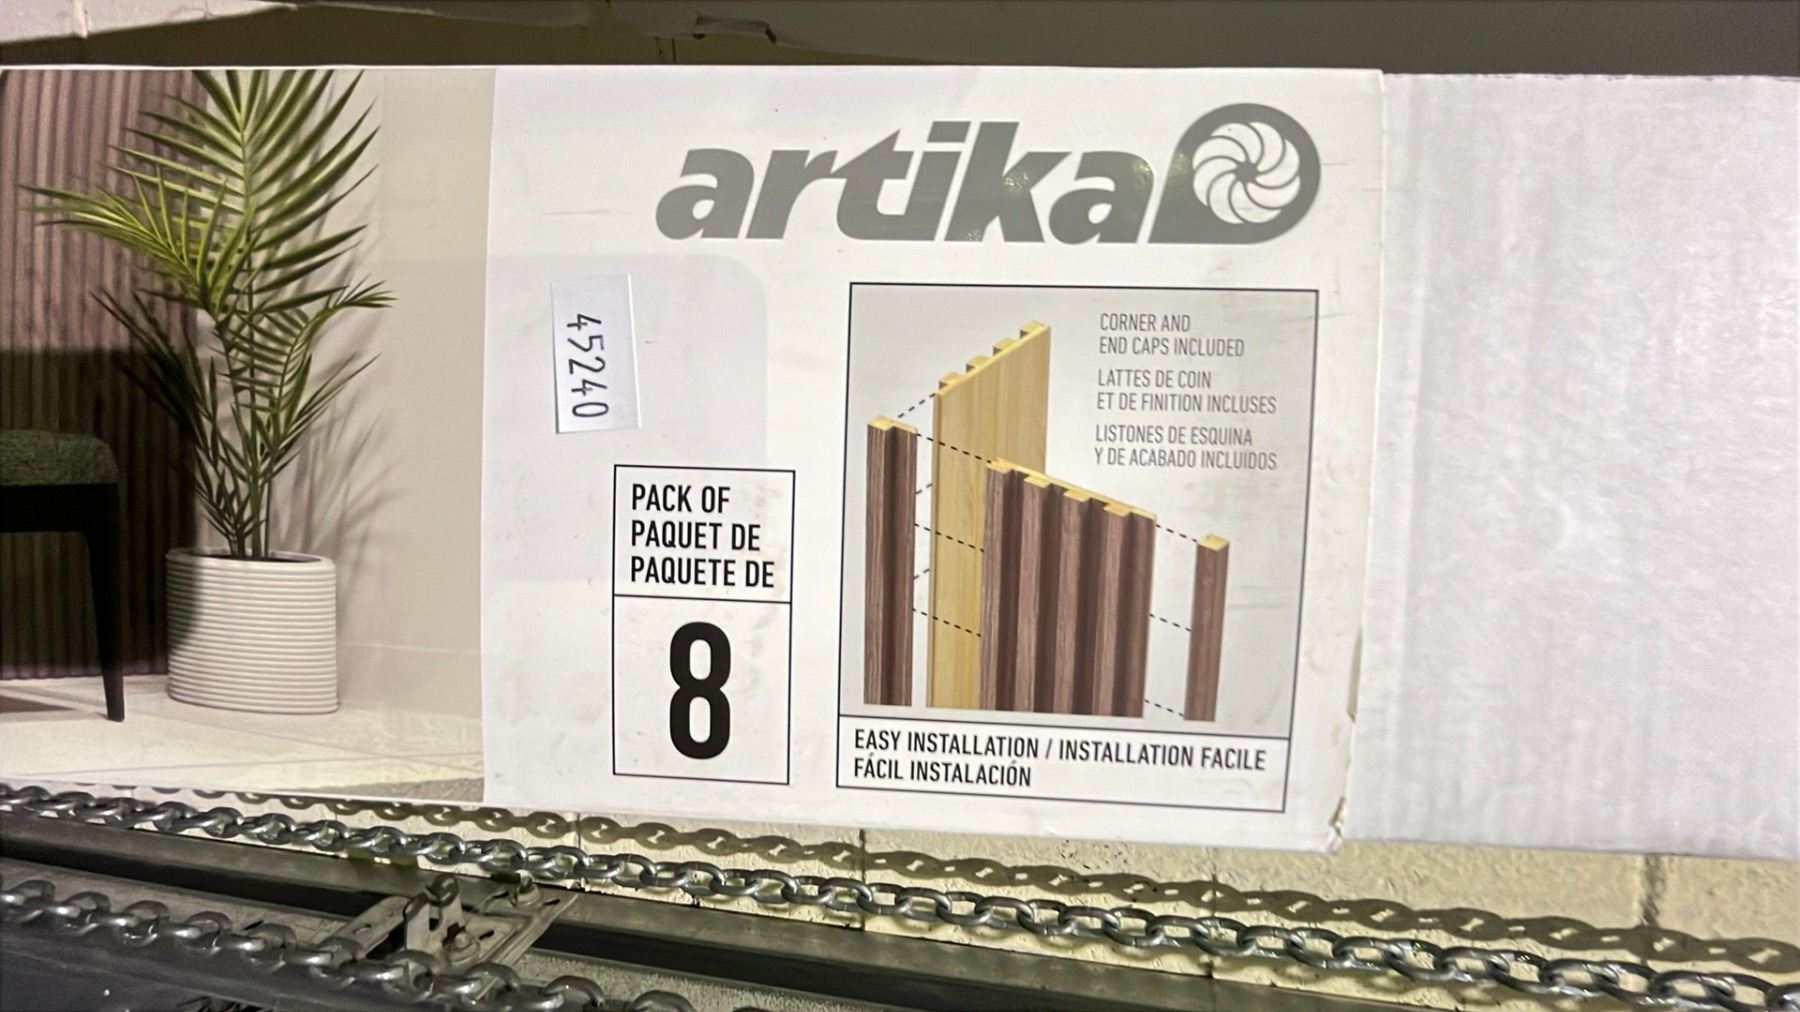 artika
45240
PACK OF
PAQUET DE
PAQUETE DE
8
CORNER AND
END CAPS INCLUDED
LATTES DE COIN
ET DE FINITION INCLUSES
LISTONES DE ESQUINA
Y DE ACABADO INCLUIDOS
EASY INSTALLATION / INSTALLATION FACILE
FÁCIL INSTALACIÓN